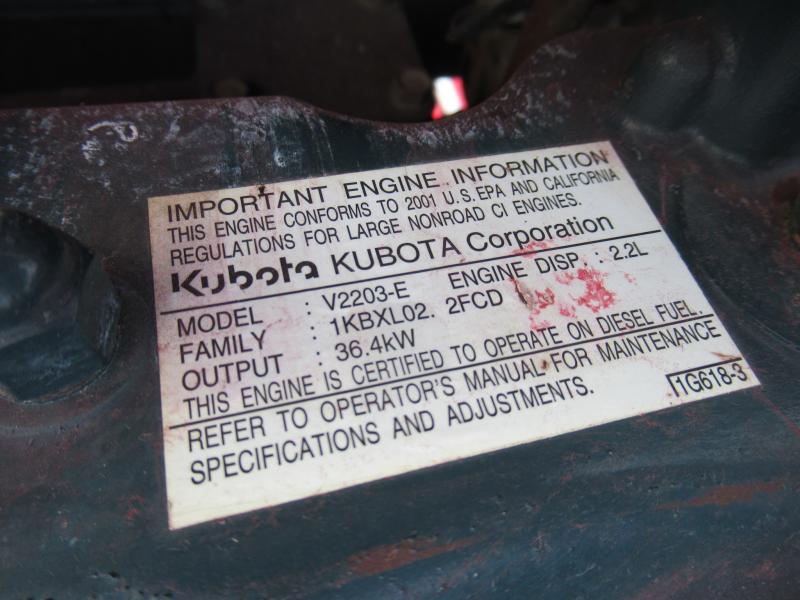 IMPORTANT ENGINE INFORMATION
THIS ENGINE CONFORMS TO 2001 U.S. EPA AND CALIFORNIA
REGULATIONS FOR LARGE NONROAD CI ENGINES.
Kubota KUBOTA Corporation
MODEL : V2203-E ENGINE DISP. : 2.2L
FAMILY : 1KBXL02. 2FCD
OUTPUT : 36.4kW
THIS ENGINE IS CERTIFIED TO OPERATE ON DIESEL FUEL.
REFER TO OPERATOR'S MANUAL FOR MAINTENANCE
SPECIFICATIONS AND ADJUSTMENTS.
1G618-3